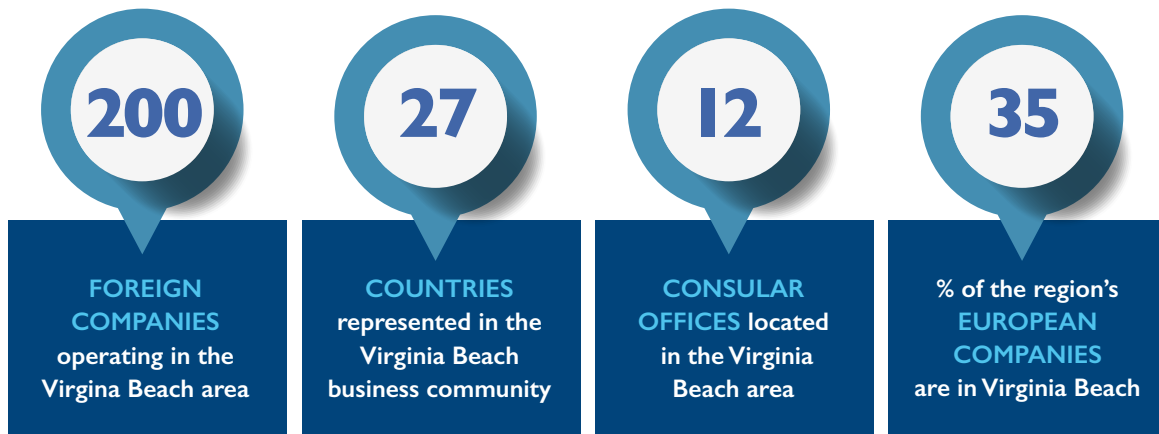 200
FOREIGN
COMPANIES
operating in the
Virgina Beach area
27
COUNTRIES
represented in the
Virginia Beach
business community
12
CONSULAR
OFFICES located
in the Virginia
Beach area
35
% of the region's
EUROPEAN
COMPANIES
are in Virginia Beach